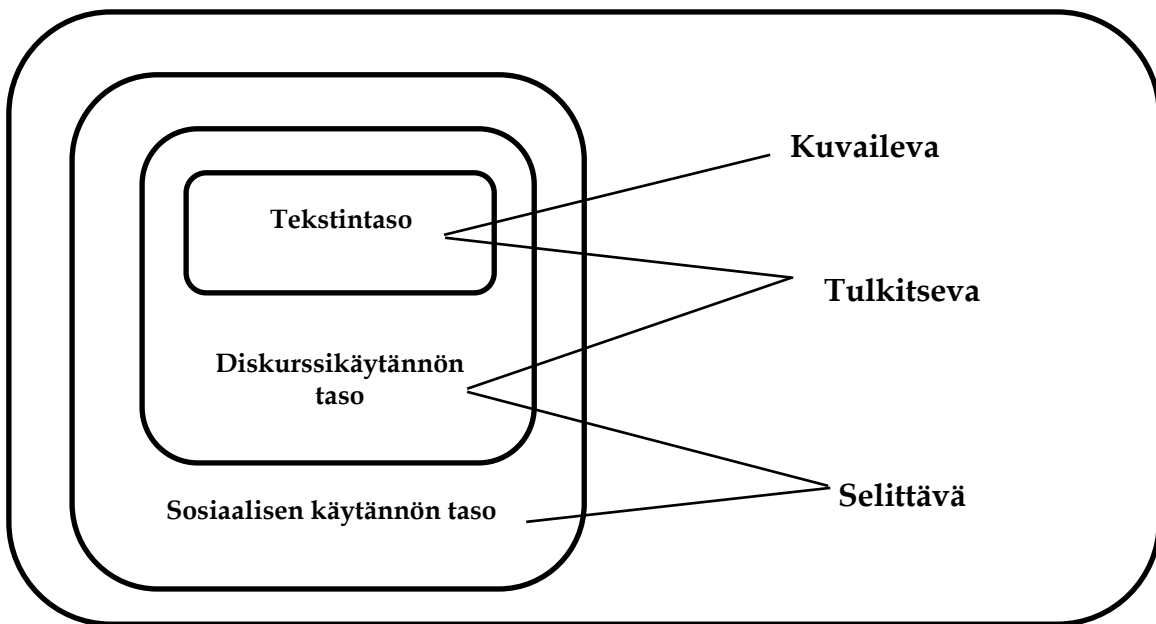 Kuvaileva
Tekstintaso
Tulkitseva
Diskurssikäytännön
taso
Selittävä
Sosiaalisen käytännön taso